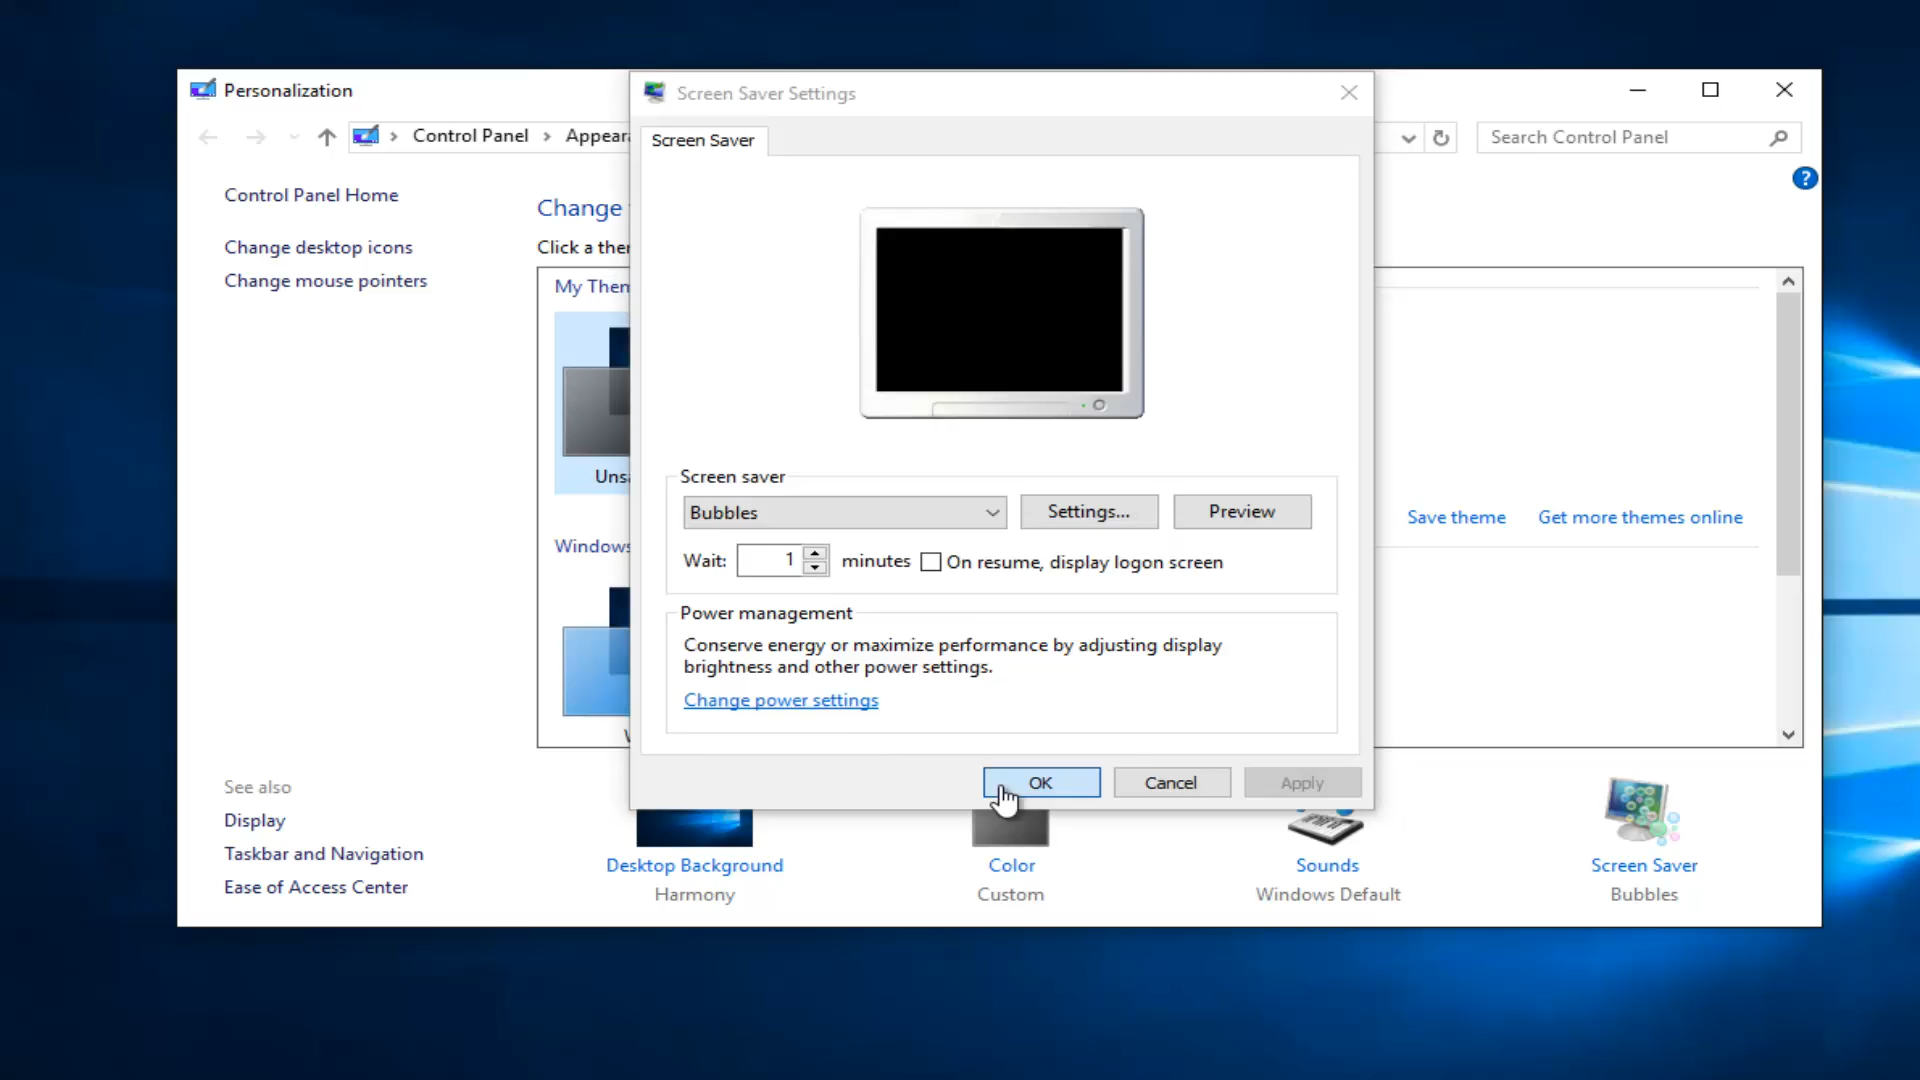 Personalization
Screen Saver Settings
Control Panel
Appear
Search Control Panel
Screen Saver
Control Panel Home
Change desktop icons
Change mouse pointers
Change
Click a
My
Windows
Screen saver
Bubbles
Settings...
Preview
Wait: 1 minutes
On resume, display logon screen
Power management
Conserve energy or maximize performance by adjusting display
brightness and other power settings.
Change power settings
OK
Cancel
Apply
Save theme
Get more themes online
See also
Display
Taskbar and Navigation
Ease of Access Center
Desktop Background
Harmony
Color
Custom
Sounds
Windows Default
Screen Saver
Bubbles